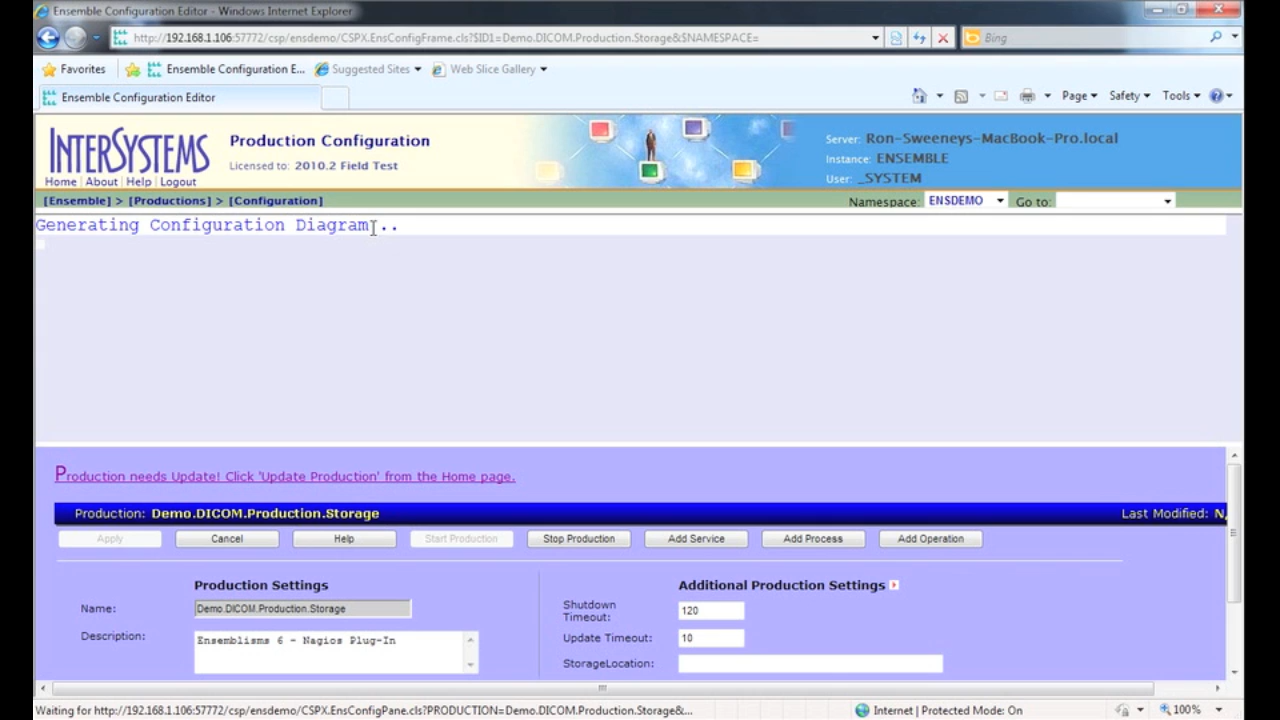 Ensemble Configuration Editor - Windows Internet Explorer
http://192.168.1.106:57772/csp/ensdemo/CSPX.EnsConfigFrame.cls?$ID1=Demo.DICOM.Production.Storage&$NAMESPACE=
Bing
Favorites
Ensemble Configuration E...
Suggested Sites
Web Slice Gallery
Ensemble Configuration Editor
Page
Safety
Tools
INTERSYSTEMS
Production Configuration
Licensed to: 2010.2 Field Test
Home | About | Help | Logout
Server: Ron-Sweeneys-MacBook-Pro.local
Instance: ENSEMBLE
User: _SYSTEM
[Ensemble] > [Productions] > [Configuration]
Namespace: ENSDEMO
Go to:
Generating Configuration Diagram...
Production needs Update! Click 'Update Production' from the Home page.
Production: Demo.DICOM.Production.Storage
Last Modified: N
Apply
Cancel
Help
Start Production
Stop Production
Add Service
Add Process
Add Operation
Production Settings
Name: Demo.DICOM.Production.Storage
Description: Ensemblisms 6 - Nagios Plug-In
Additional Production Settings
Shutdown Timeout: 120
Update Timeout: 10
StorageLocation:
Waiting for http://192.168.1.106:57772/csp/ensdemo/CSPX.EnsConfigPane.cls?PRODUCTION=Demo.DICOM.Production.Storage&...
Internet | Protected Mode: On
100%